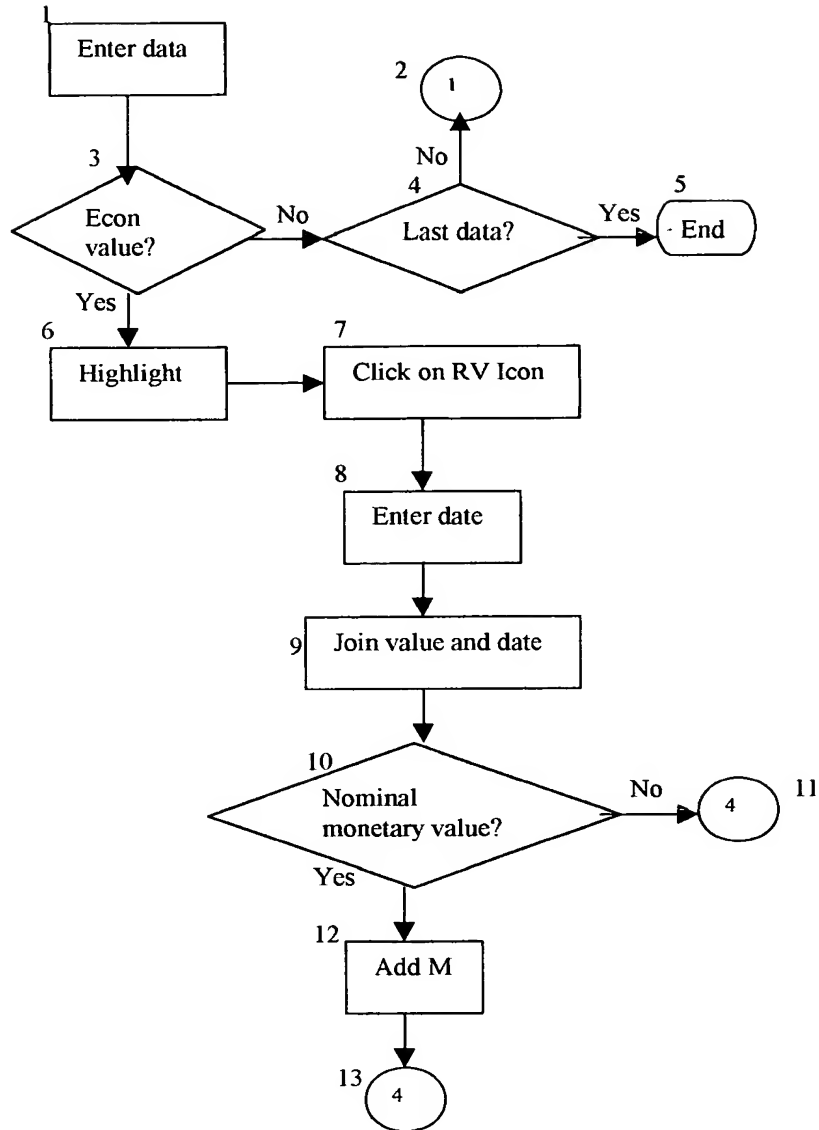 1
Enter data
2
1
No
3
Econ
value?
No
4
Last data?
Yes
5
End
Yes
6
Highlight
7
Click on RV Icon
8
Enter date
9
Join value and date
10
Nominal
monetary value?
No
4
11
Yes
12
Add M
13
4